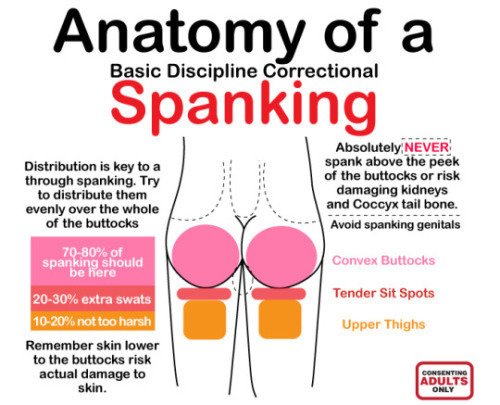 Anatomy of a
Basic Discipline Correctional
Spanking
Distribution is key to a
through spanking. Try
to distribute them
evenly over the whole
of the buttocks
70-80% of
spanking should
be here
20-30% extra swats
10-20% not too harsh
Remember skin lower
to the buttocks risk
actual damage to
skin.
Absolutely NEVER
spank above the peek
of the buttocks or risk
damaging kidneys
and Coccyx tail bone.
Avoid spanking genitals
Convex Buttocks
Tender Sit Spots
Upper Thighs
CONSENTING
ADULTS
ONLY